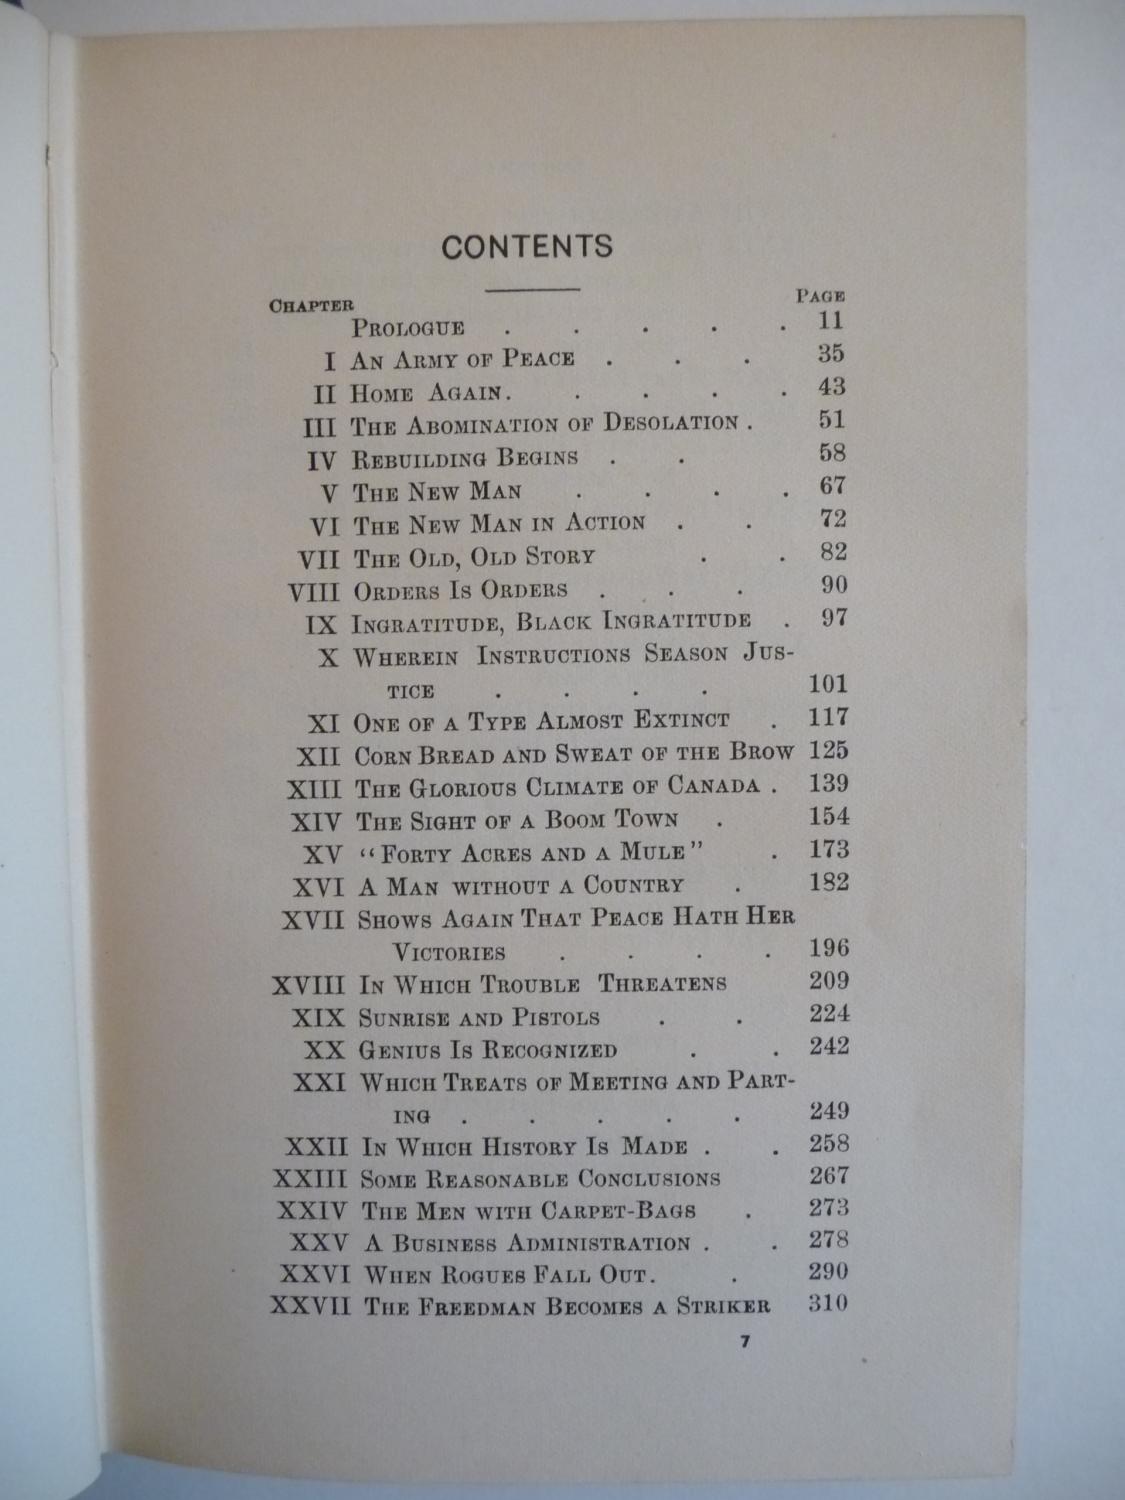 CONTENTS
CHAPTER PAGE
PROLOGUE . . . . . 11
I AN ARMY OF PEACE . . . 35
II HOME AGAIN. . . . . 43
III THE ABOMINATION OF DESOLATION . 51
IV REBUILDING BEGINS . . 58
V THE NEW MAN . . . . 67
VI THE NEW MAN IN ACTION . . 72
VII THE OLD, OLD STORY . . 82
VIII ORDERS IS ORDERS . . . 90
IX INGRATITUDE, BLACK INGRATITUDE . 97
X WHEREIN INSTRUCTIONS SEASON JUS-
TICE . . . . 101
XI ONE OF A TYPE ALMOST EXTINCT . 117
XII CORN BREAD AND SWEAT OF THE BROW 125
XIII THE GLORIOUS CLIMATE OF CANADA . 139
XIV THE SIGHT OF A BOOM TOWN . 154
XV "FORTY ACRES AND A MULE" . 173
XVI A MAN WITHOUT A COUNTRY . 182
XVII SHOWS AGAIN THAT PEACE HATH HER
VICTORIES . . . . 196
XVIII IN WHICH TROUBLE THREATENS 209
XIX SUNRISE AND PISTOLS . . 224
XX GENIUS IS RECOGNIZED . . 242
XXI WHICH TREATS OF MEETING AND PART-
ING . . . . . 249
XXII IN WHICH HISTORY IS MADE . . 258
XXIII SOME REASONABLE CONCLUSIONS 267
XXIV THE MEN WITH CARPET-BAGS . 273
XXV A BUSINESS ADMINISTRATION . . 278
XXVI WHEN ROGUES FALL OUT. . 290
XXVII THE FREEDMAN BECOMES A STRIKER 310
7